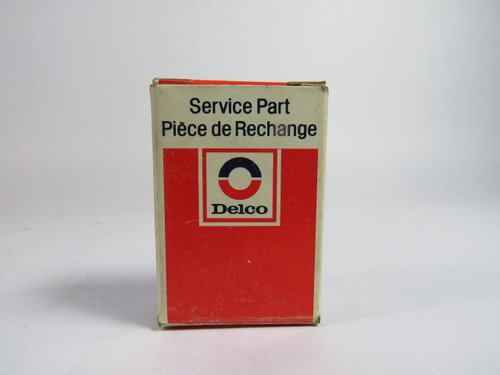 Service Part
Pièce de Rechange
Delco